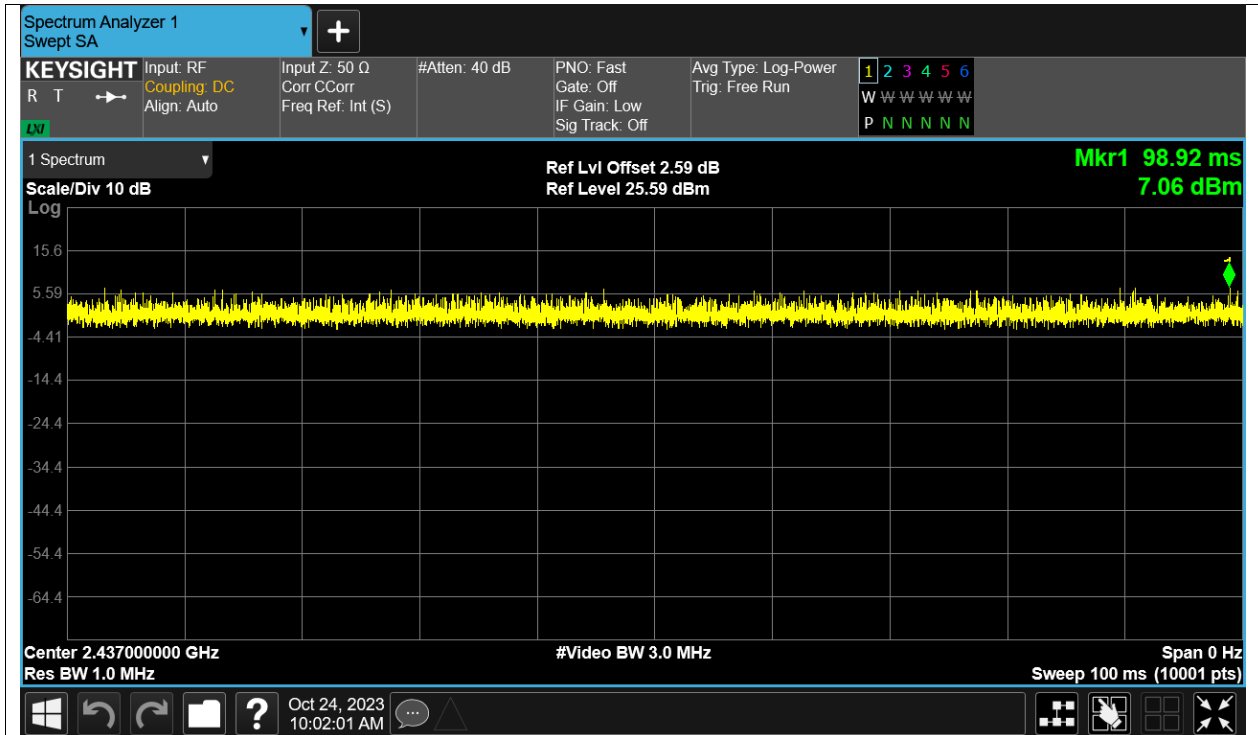 Spectrum Analyzer 1
Swept SA
+
KEYSIGHT
R T
LXI
Input: RF
Coupling: DC
Align: Auto
Input Z: 50 Ω
Corr CCorr
Freq Ref: Int (S)
#Atten: 40 dB
PNO: Fast
Gate: Off
IF Gain: Low
Sig Track: Off
Avg Type: Log-Power
Trig: Free Run
1 2 3 4 5 6
W W W W W W
P N N N N N
1 Spectrum
Scale/Div 10 dB
Log
Ref Lvl Offset 2.59 dB
Ref Level 25.59 dBm
Mkr1 98.92 ms
7.06 dBm
15.6
5.59
-4.41
-14.4
-24.4
-34.4
-44.4
-54.4
-64.4
1
Center 2.437000000 GHz
Res BW 1.0 MHz
#Video BW 3.0 MHz
Span 0 Hz
Sweep 100 ms (10001 pts)
?
Oct 24, 2023
10:02:01 AM